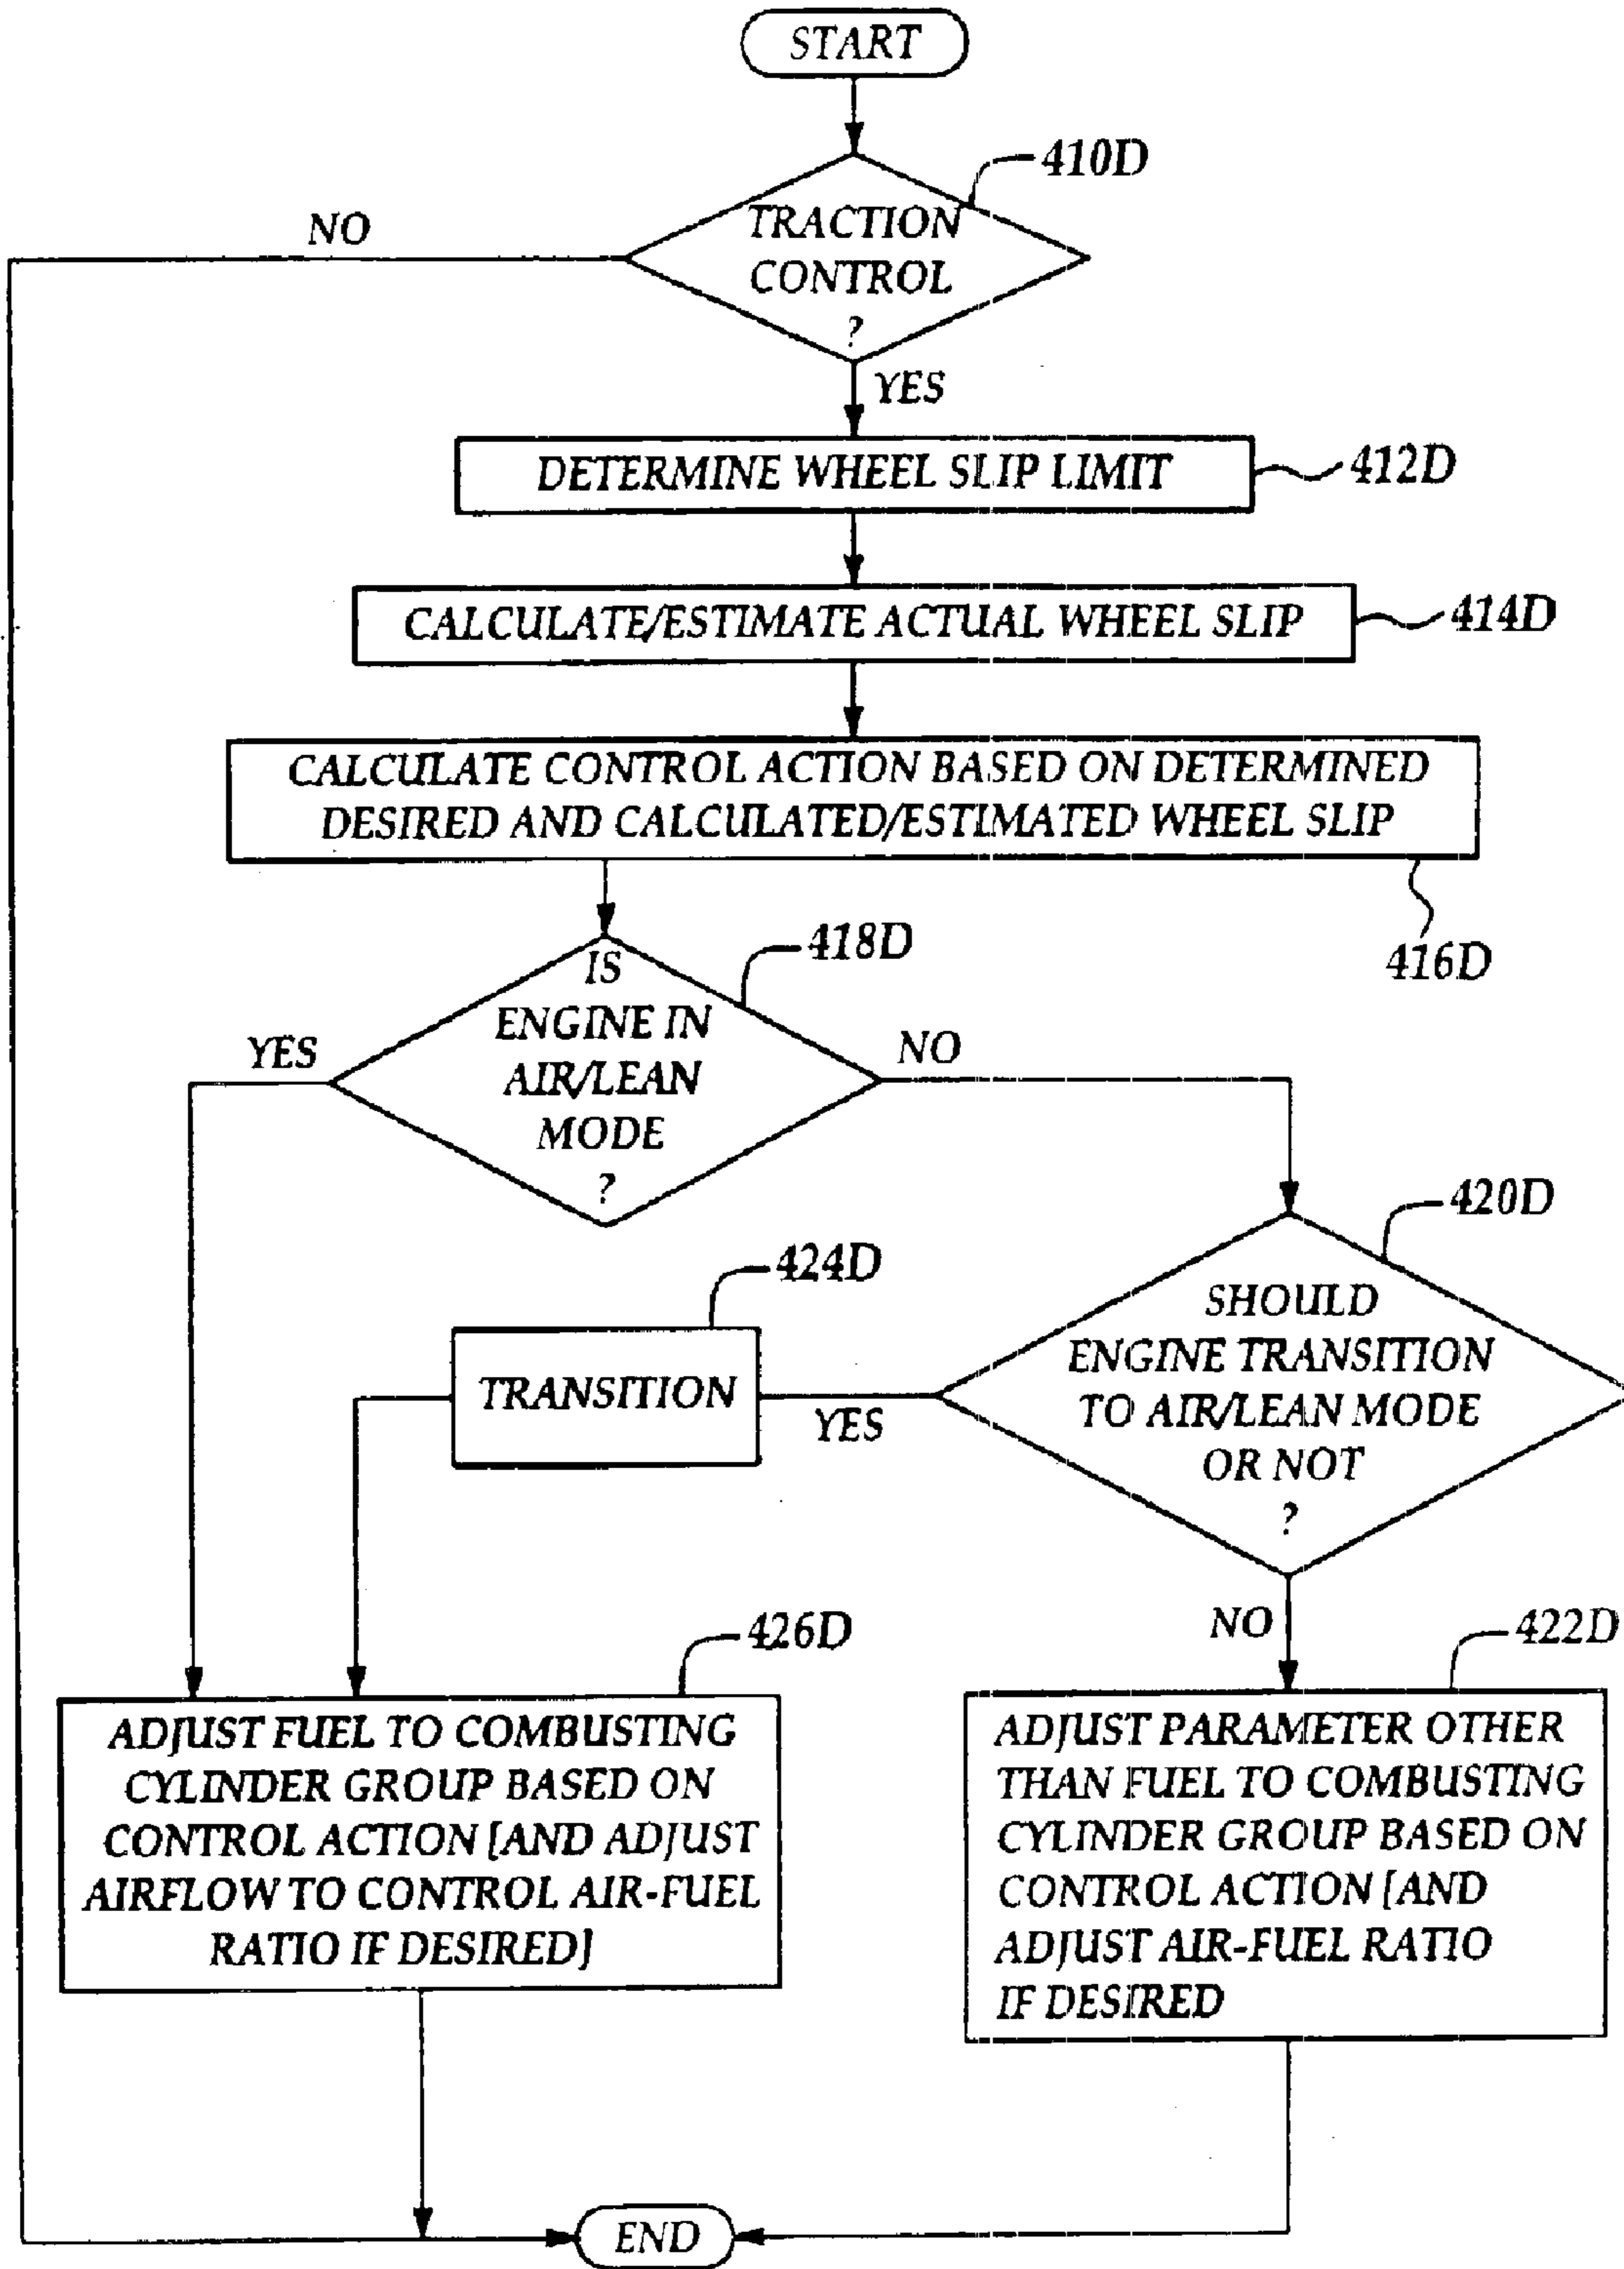 START
410D
NO
TRACTION
CONTROL
?
YES
DETERMINE WHEEL SLIP LIMIT
412D
CALCULATE/ESTIMATE ACTUAL WHEEL SLIP
414D
CALCULATE CONTROL ACTION BASED ON DETERMINED
DESIRED AND CALCULATED/ESTIMATED WHEEL SLIP
416D
418D
IS
ENGINE IN
AIR/LEAN
MODE
?
YES
NO
420D
424D
SHOULD
ENGINE TRANSITION
TO AIR/LEAN MODE
OR NOT
?
TRANSITION
YES
NO
426D
422D
ADJUST FUEL TO COMBUSTING
CYLINDER GROUP BASED ON
CONTROL ACTION [AND ADJUST
AIRFLOW TO CONTROL AIR-FUEL
RATIO IF DESIRED]
ADJUST PARAMETER OTHER
THAN FUEL TO COMBUSTING
CYLINDER GROUP BASED ON
CONTROL ACTION [AND
ADJUST AIR-FUEL RATIO
IF DESIRED
END